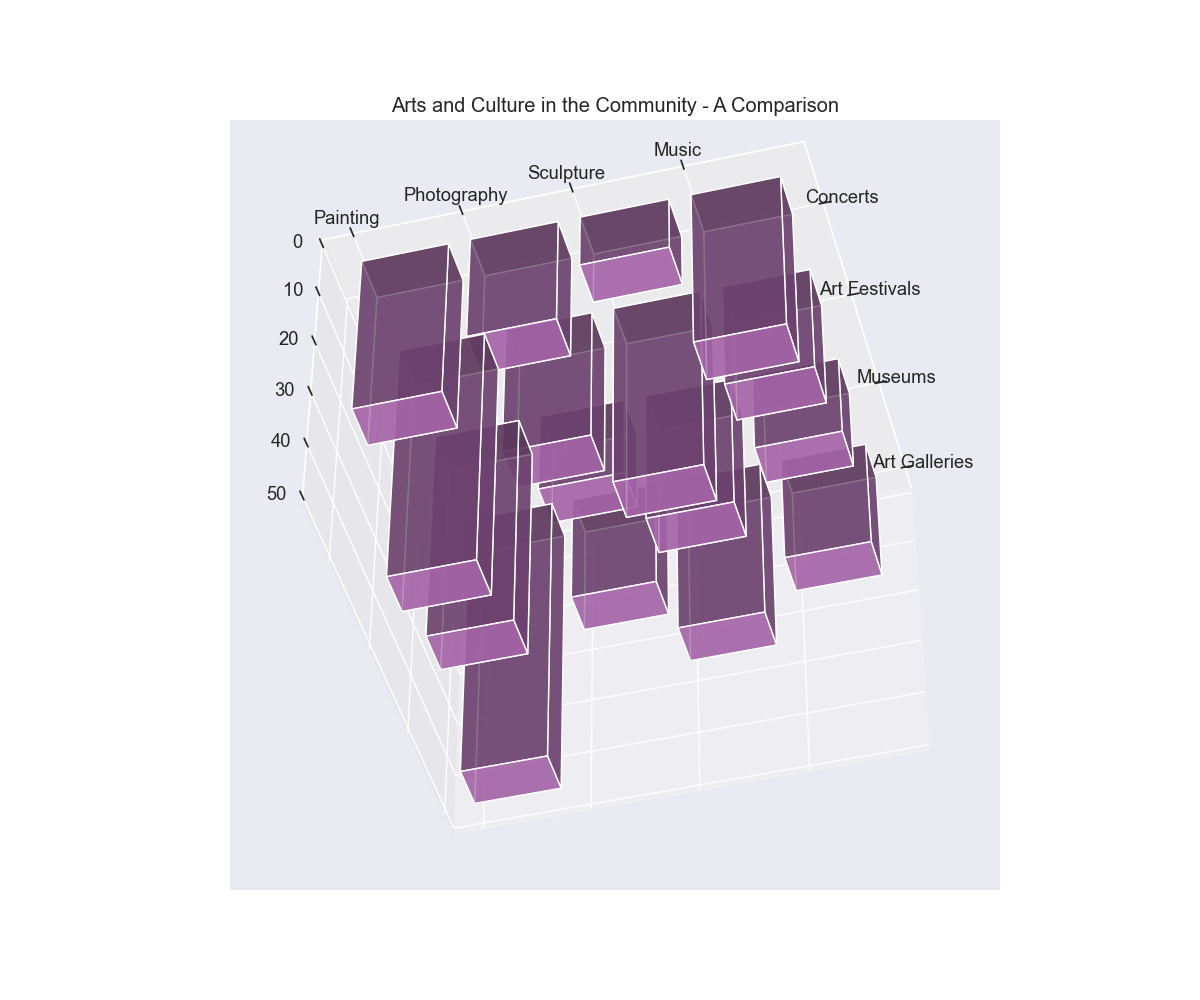 Arts and Culture in the Community - A Comparison
Music
Sculpture
Photography
Painting
Concerts
Art Festivals
Museums
Art Galleries
0
10
20
30
40
50